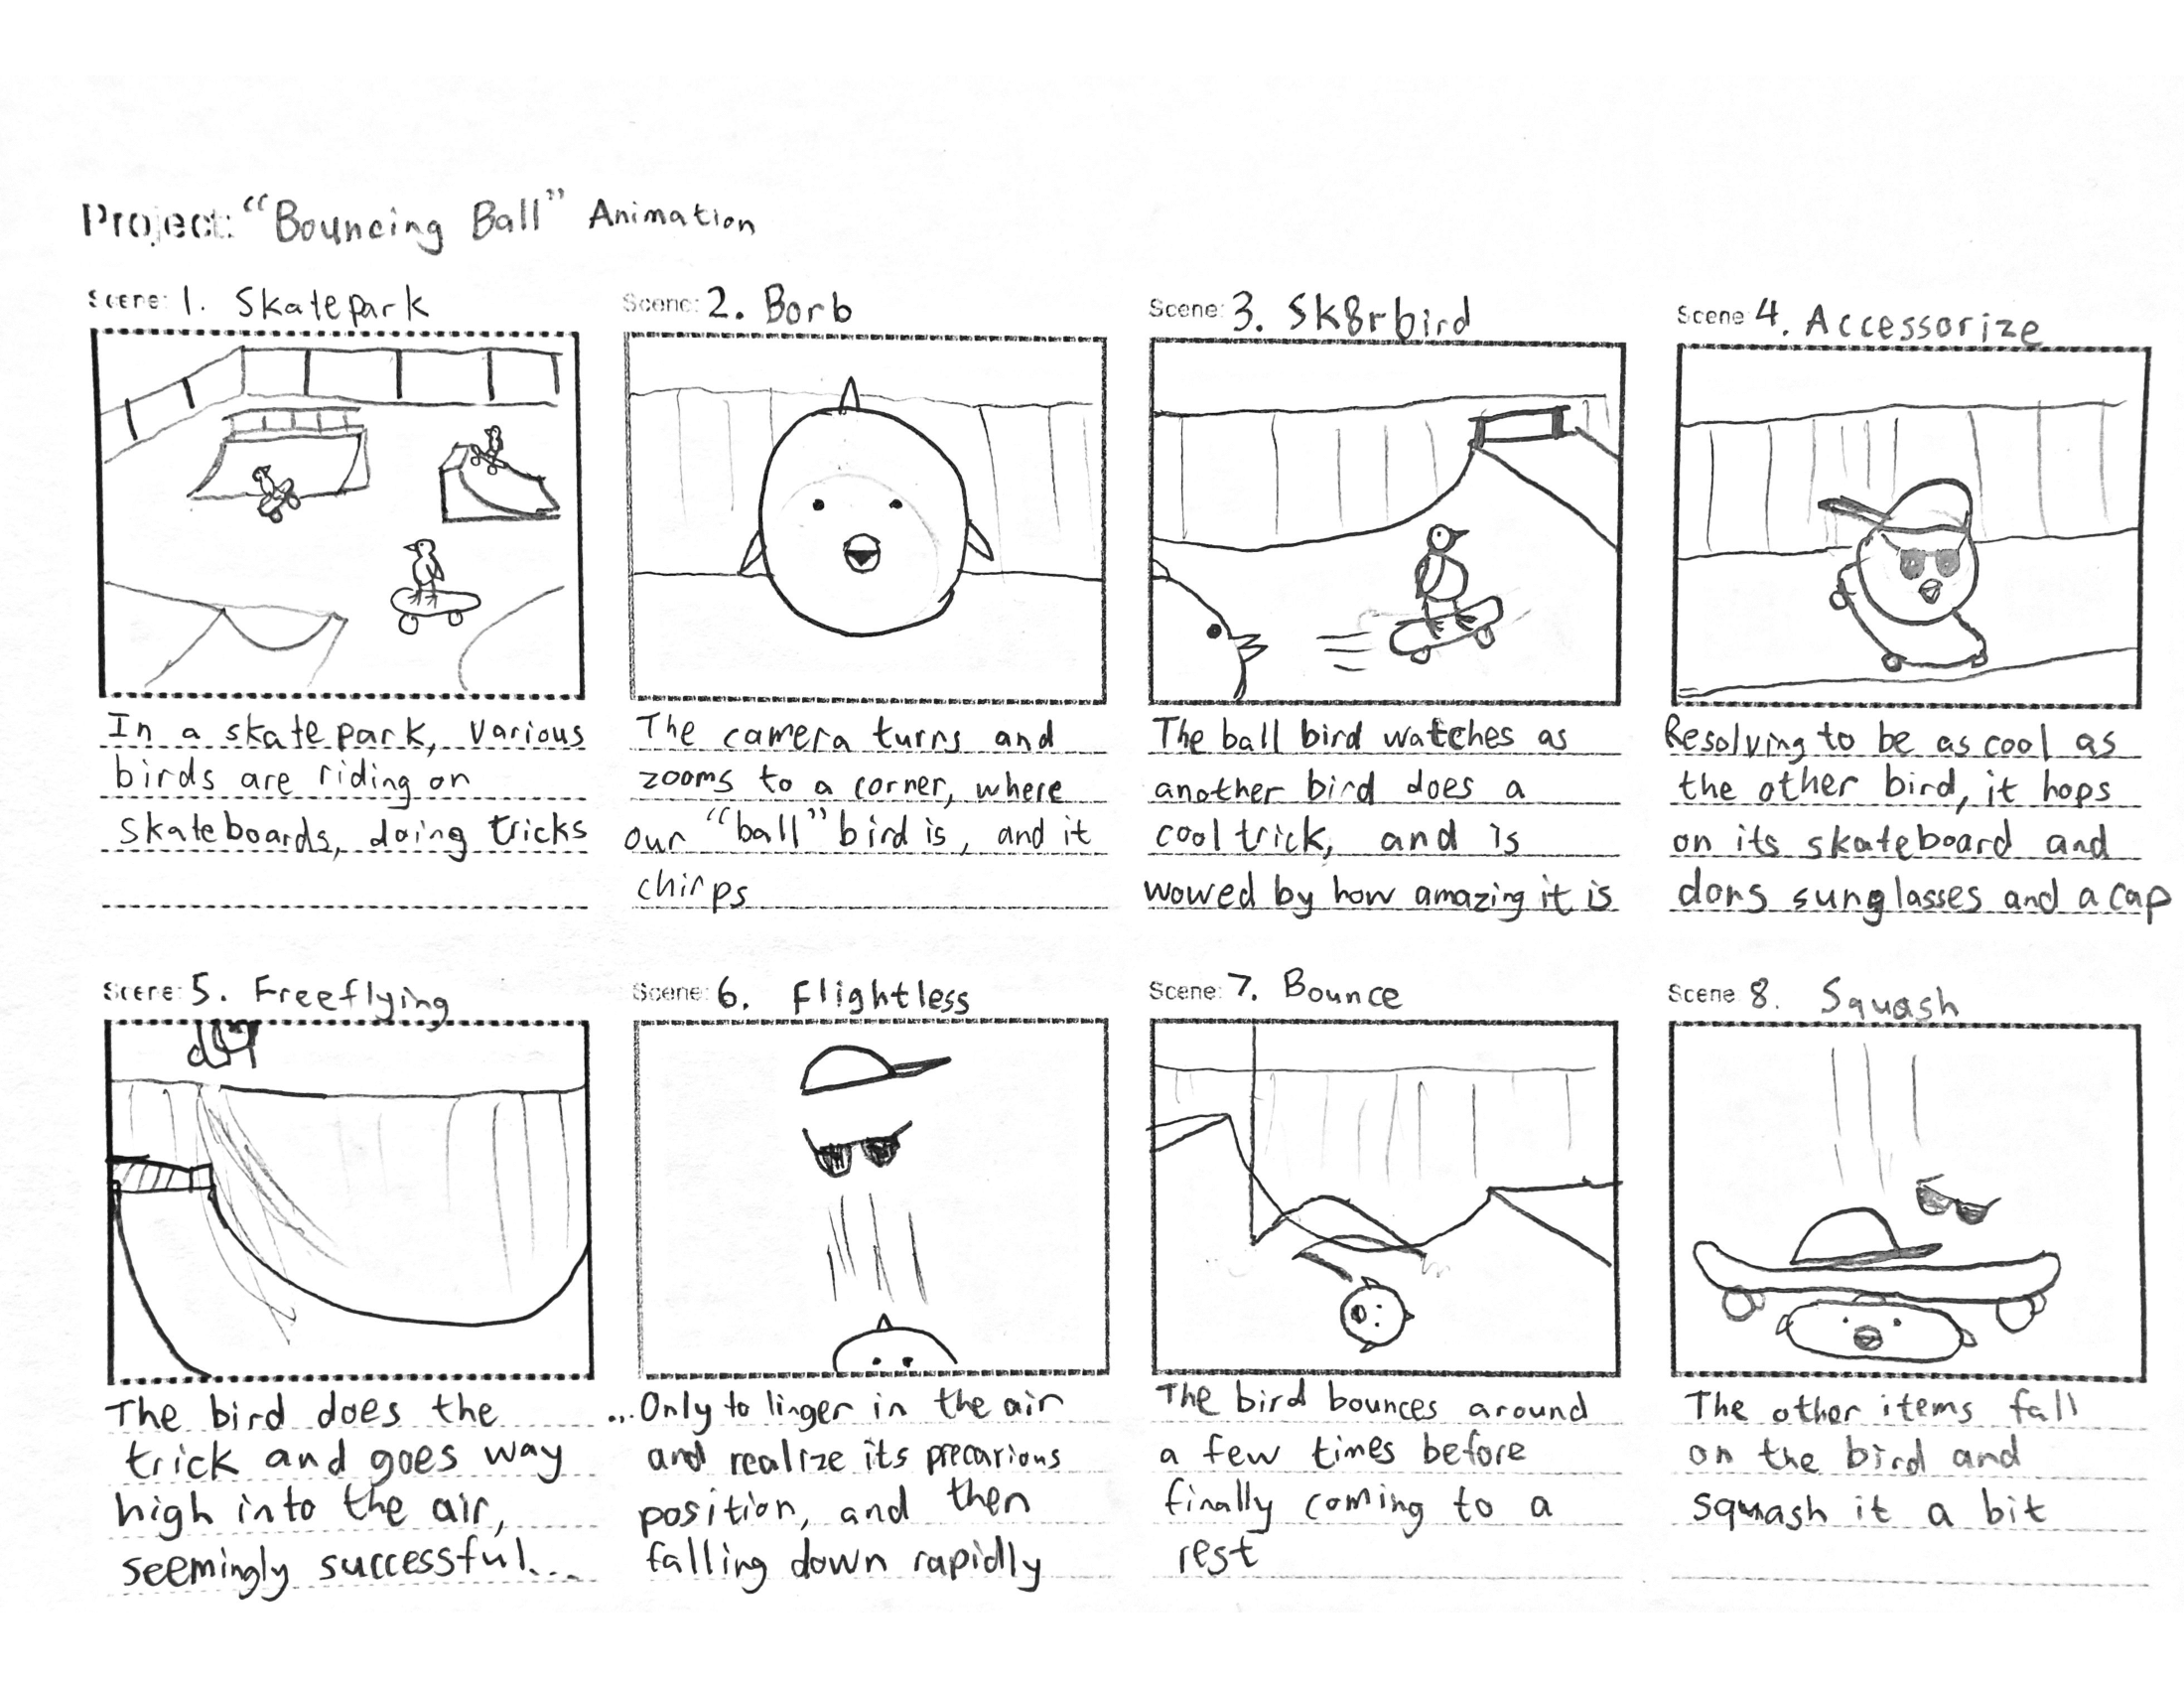 Project: "Bouncing Ball" Animation
Scene: 1. Skatepark
In a skate park, various
birds are riding on
skateboards, doing tricks
Scene: 2. Borb
The camera turns and
zooms to a corner, where
our "ball" bird is, and it
chirps
Scene: 3. Sk8rbird
The ball bird watches as
another bird does a
cool trick, and is
wowed by how amazing it is
Scene 4. Accessorize
Resolving to be as cool as
the other bird, it hops
on its skateboard and
dons sunglasses and a cap
Scene: 5. Freeflying
The bird does the
trick and goes way
high into the air,
seemingly successful...
Scene: 6. Flightless
...Only to linger in the air
and realize its precarious
position, and then
falling down rapidly
Scene: 7. Bounce
The bird bounces around
a few times before
finally coming to a
rest
Scene 8. Squash
The other items fall
on the bird and
squash it a bit